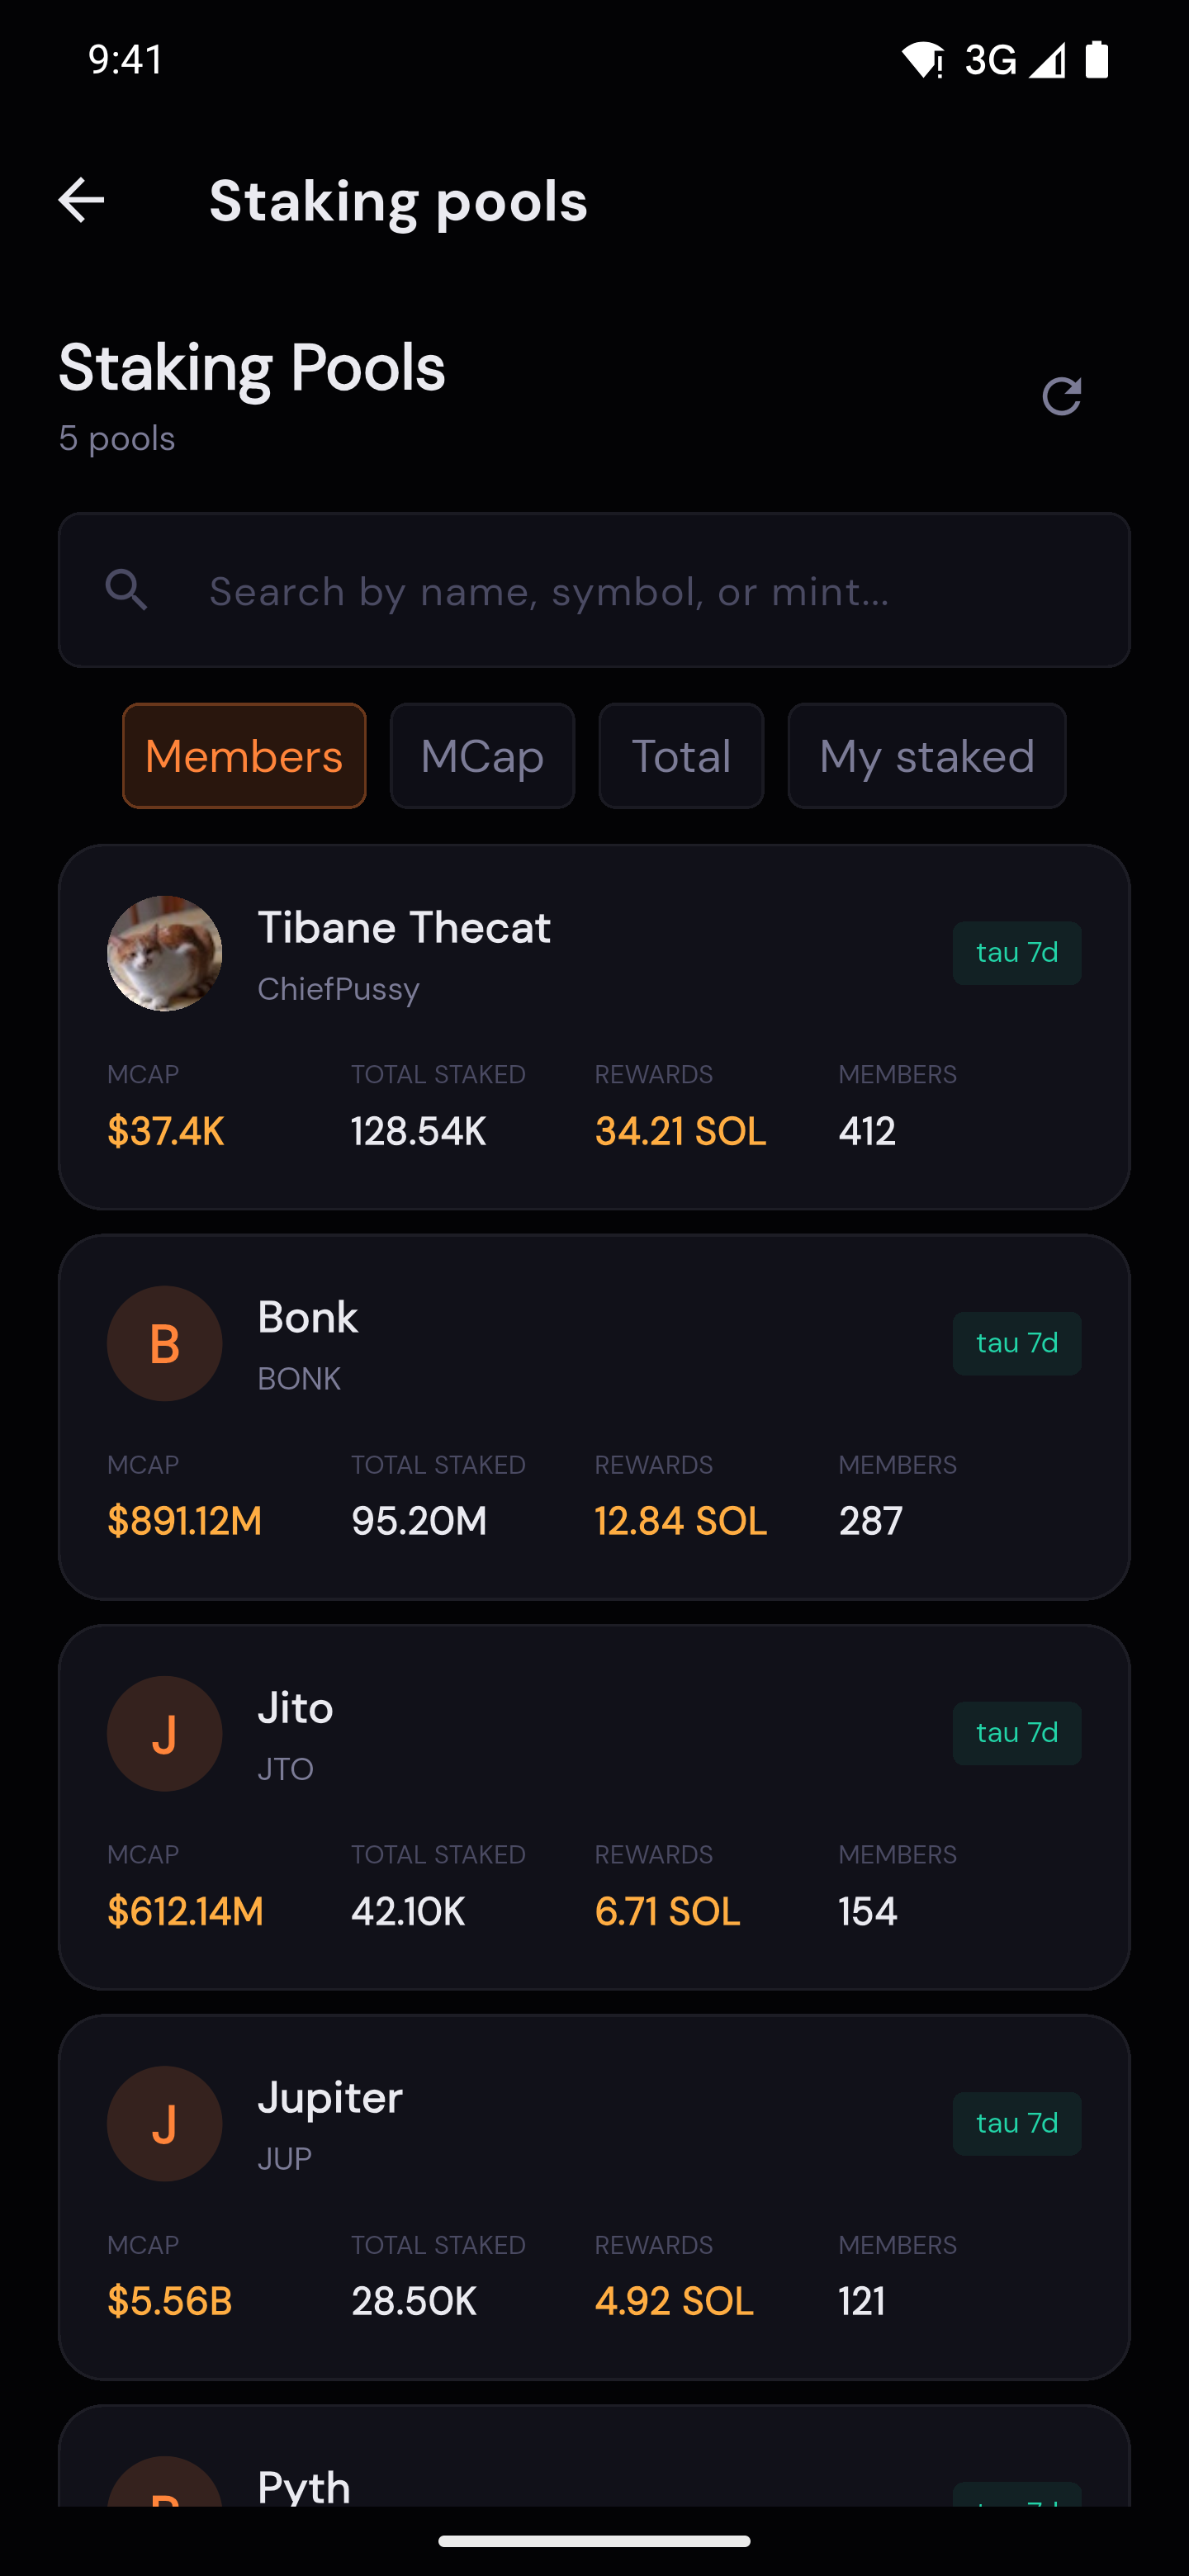 9:41
3G
Staking pools
Staking Pools
5 pools
Search by name, symbol, or mint...
Members MCap Total My staked
Tibane Thecat
ChiefPussy
tau 7d
MCAP TOTAL STAKED REWARDS MEMBERS
$37.4K 128.54K 34.21 SOL 412
B
Bonk
BONK
tau 7d
MCAP TOTAL STAKED REWARDS MEMBERS
$891.12M 95.20M 12.84 SOL 287
J
Jito
JTO
tau 7d
MCAP TOTAL STAKED REWARDS MEMBERS
$612.14M 42.10K 6.71 SOL 154
J
Jupiter
JUP
tau 7d
MCAP TOTAL STAKED REWARDS MEMBERS
$5.56B 28.50K 4.92 SOL 121
Pyth